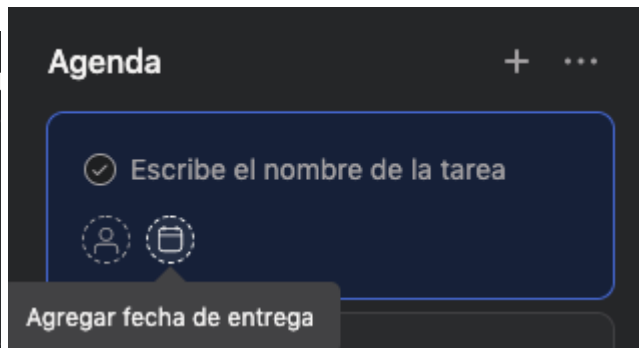 Agenda
Escribe el nombre de la tarea
Agregar fecha de entrega